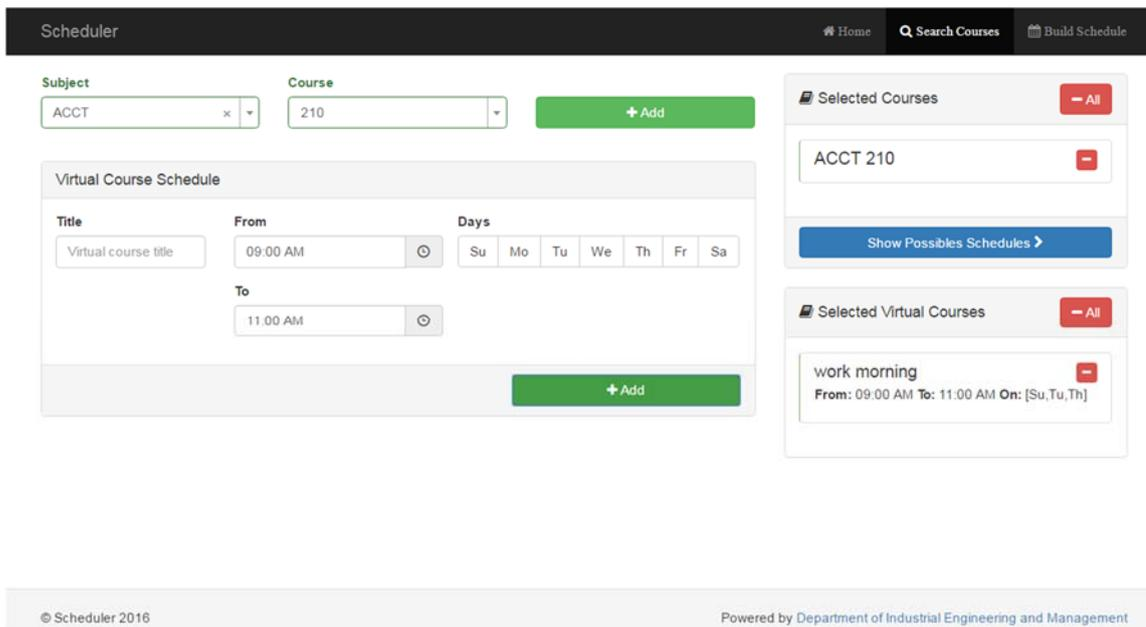 Scheduler
Home
Search Courses
Build Schedule
Subject
Course
ACCT × 
210
+ Add
Virtual Course Schedule
Title
From
Days
Virtual course title
09:00 AM
Su Mo Tu We Th Fr Sa
To
11:00 AM
+ Add
Selected Courses
All
ACCT 210
Show Possibles Schedules
Selected Virtual Courses
All
work morning
From: 09:00 AM To: 11:00 AM On: [Su,Tu,Th]
© Scheduler 2016
Powered by Department of Industrial Engineering and Management